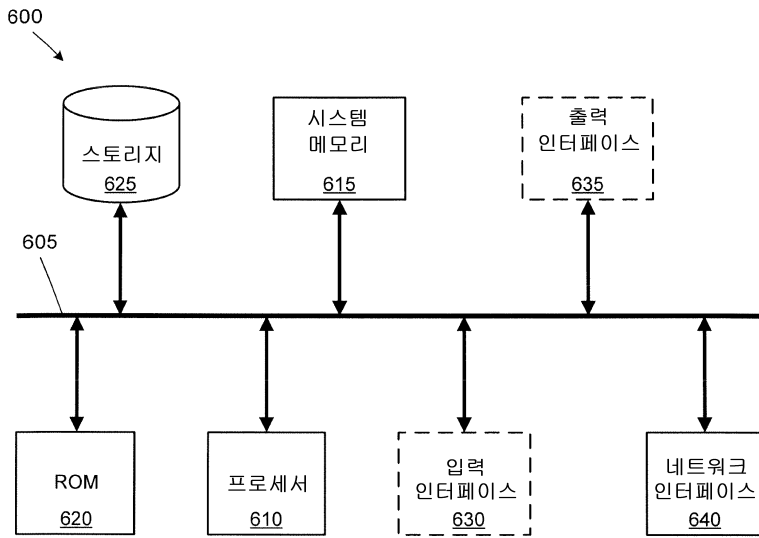 600
스토리지
625
시스템
메모리
615
출력
인터페이스
635
605
ROM
620
프로세서
610
입력
인터페이스
630
네트워크
인터페이스
640